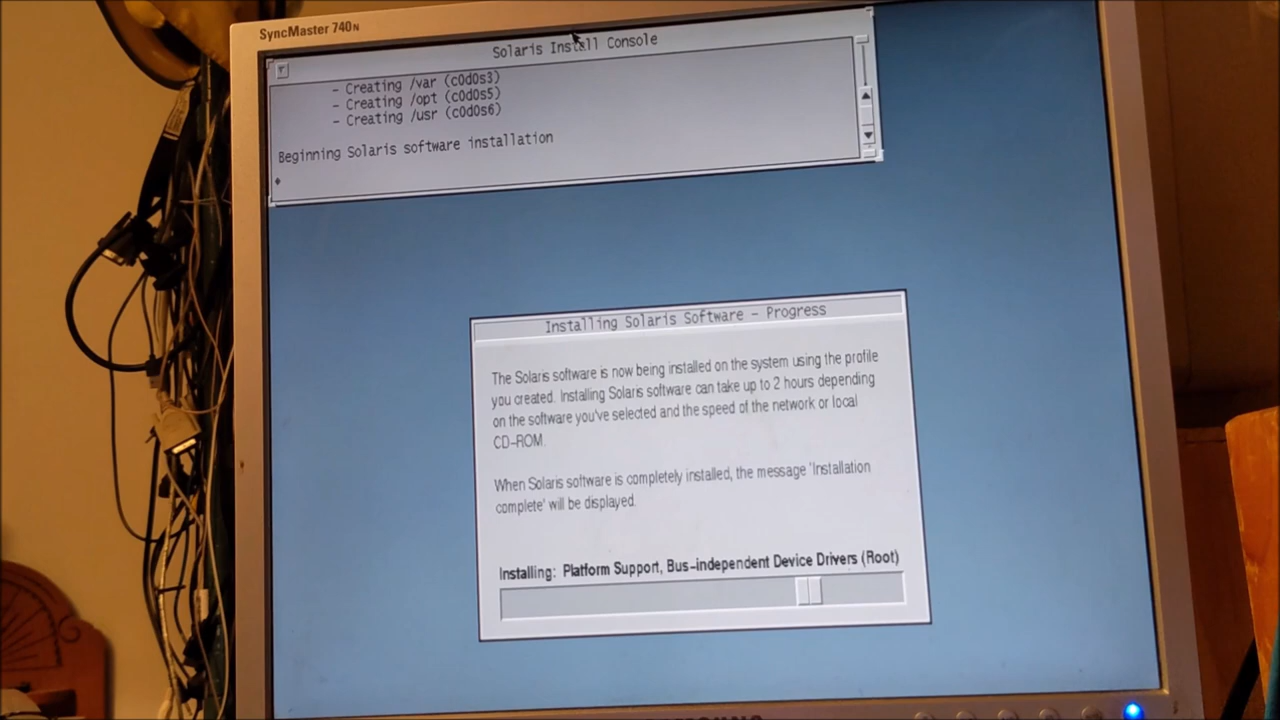 SyncMaster 740N
Solaris Install Console
- Creating /var (c0d0s3)
- Creating /opt (c0d0s5)
- Creating /usr (c0d0s6)
Beginning Solaris software installation
Installing Solaris Software - Progress
The Solaris software is now being installed on the system using the profile
you created. Installing Solaris software can take up to 2 hours depending
on the software you've selected and the speed of the network or local
CD-ROM.
When Solaris software is completely installed, the message 'Installation
complete' will be displayed.
Installing: Platform Support, Bus-independent Device Drivers (Root)